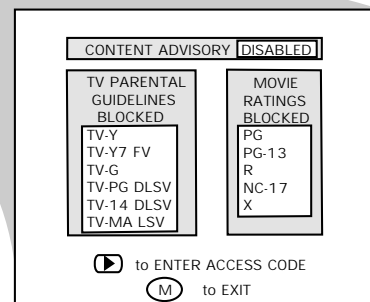 CONTENT ADVISORY DISABLED
TV PARENTAL
GUIDELINES
BLOCKED
TV-Y
TV-Y7 FV
TV-G
TV-PG DLSV
TV-14 DLSV
TV-MA LSV
MOVIE
RATINGS
BLOCKED
PG
PG-13
R
NC-17
X
to ENTER ACCESS CODE
M to EXIT